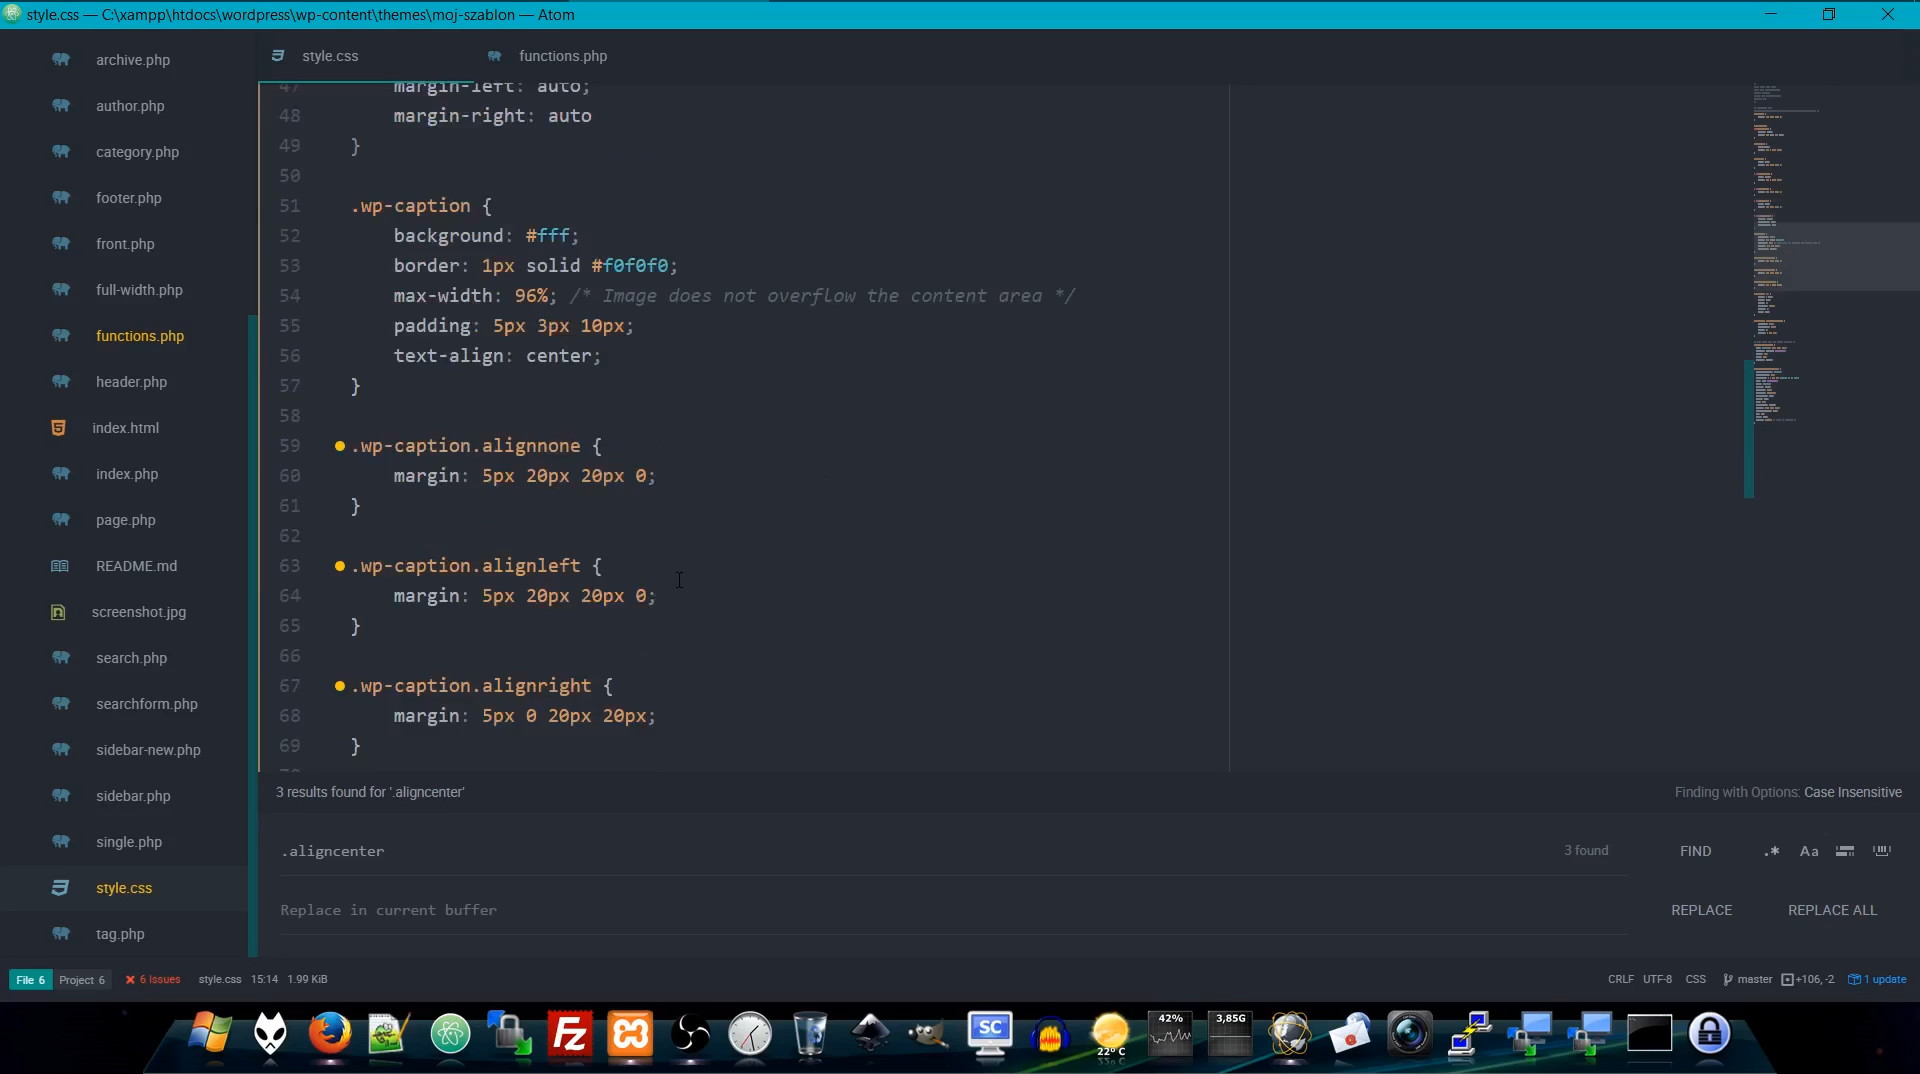 style.css — C:\xampp\htdocs\wordpress\wp-content\themes\moj-szablon — Atom
archive.php
author.php
category.php
footer.php
front.php
full-width.php
functions.php
header.php
index.html
index.php
page.php
README.md
screenshot.jpg
search.php
searchform.php
sidebar-new.php
sidebar.php
single.php
style.css
tag.php
style.css
functions.php
47 margin-left: auto;
48 margin-right: auto
49 }
50
51 .wp-caption {
52 background: #fff;
53 border: 1px solid #f0f0f0;
54 max-width: 96%; /* Image does not overflow the content area */
55 padding: 5px 3px 10px;
56 text-align: center;
57 }
58
59 .wp-caption.alignnone {
60 margin: 5px 20px 20px 0;
61 }
62
63 .wp-caption.alignleft {
64 margin: 5px 20px 20px 0;
65 }
66
67 .wp-caption.alignright {
68 margin: 5px 0 20px 20px;
69 }
3 results found for '.aligncenter'
Finding with Options: Case Insensitive
.aligncenter
3 found
FIND
.* Aa
Replace in current buffer
REPLACE
REPLACE ALL
File 6 Project 6 6 Issues style.css 15:14 1.99 KiB
CRLF UTF-8 CSS master +106, -2 1 update
Fz
SC
22° C
42%
3,85G